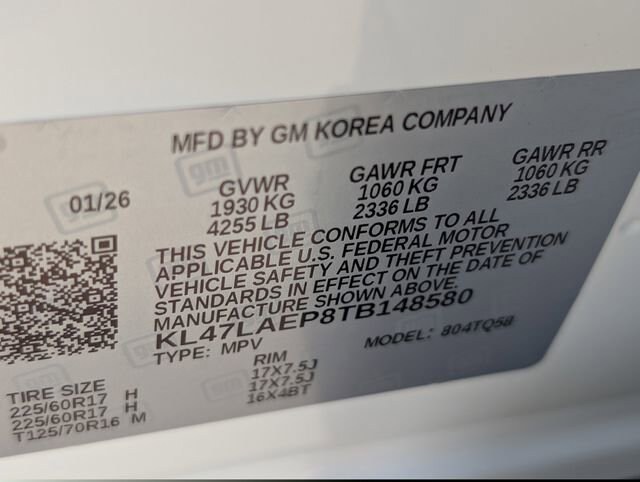 MFD BY GM KOREA COMPANY
01/26
GVWR
1930 KG
4255 LB
GAWR FRT
1060 KG
2336 LB
GAWR RR
1060 KG
2336 LB
THIS VEHICLE CONFORMS TO ALL
APPLICABLE U.S. FEDERAL MOTOR
VEHICLE SAFETY AND THEFT PREVENTION
STANDARDS IN EFFECT ON THE DATE OF
MANUFACTURE SHOWN ABOVE.
KL47LAEP8TB148580
TYPE: MPV
MODEL: 804TQ58
TIRE SIZE
225/60R17 H
225/60R17 H
T125/70R16 M
RIM
17X7.5J
17X7.5J
16X4BT
gm